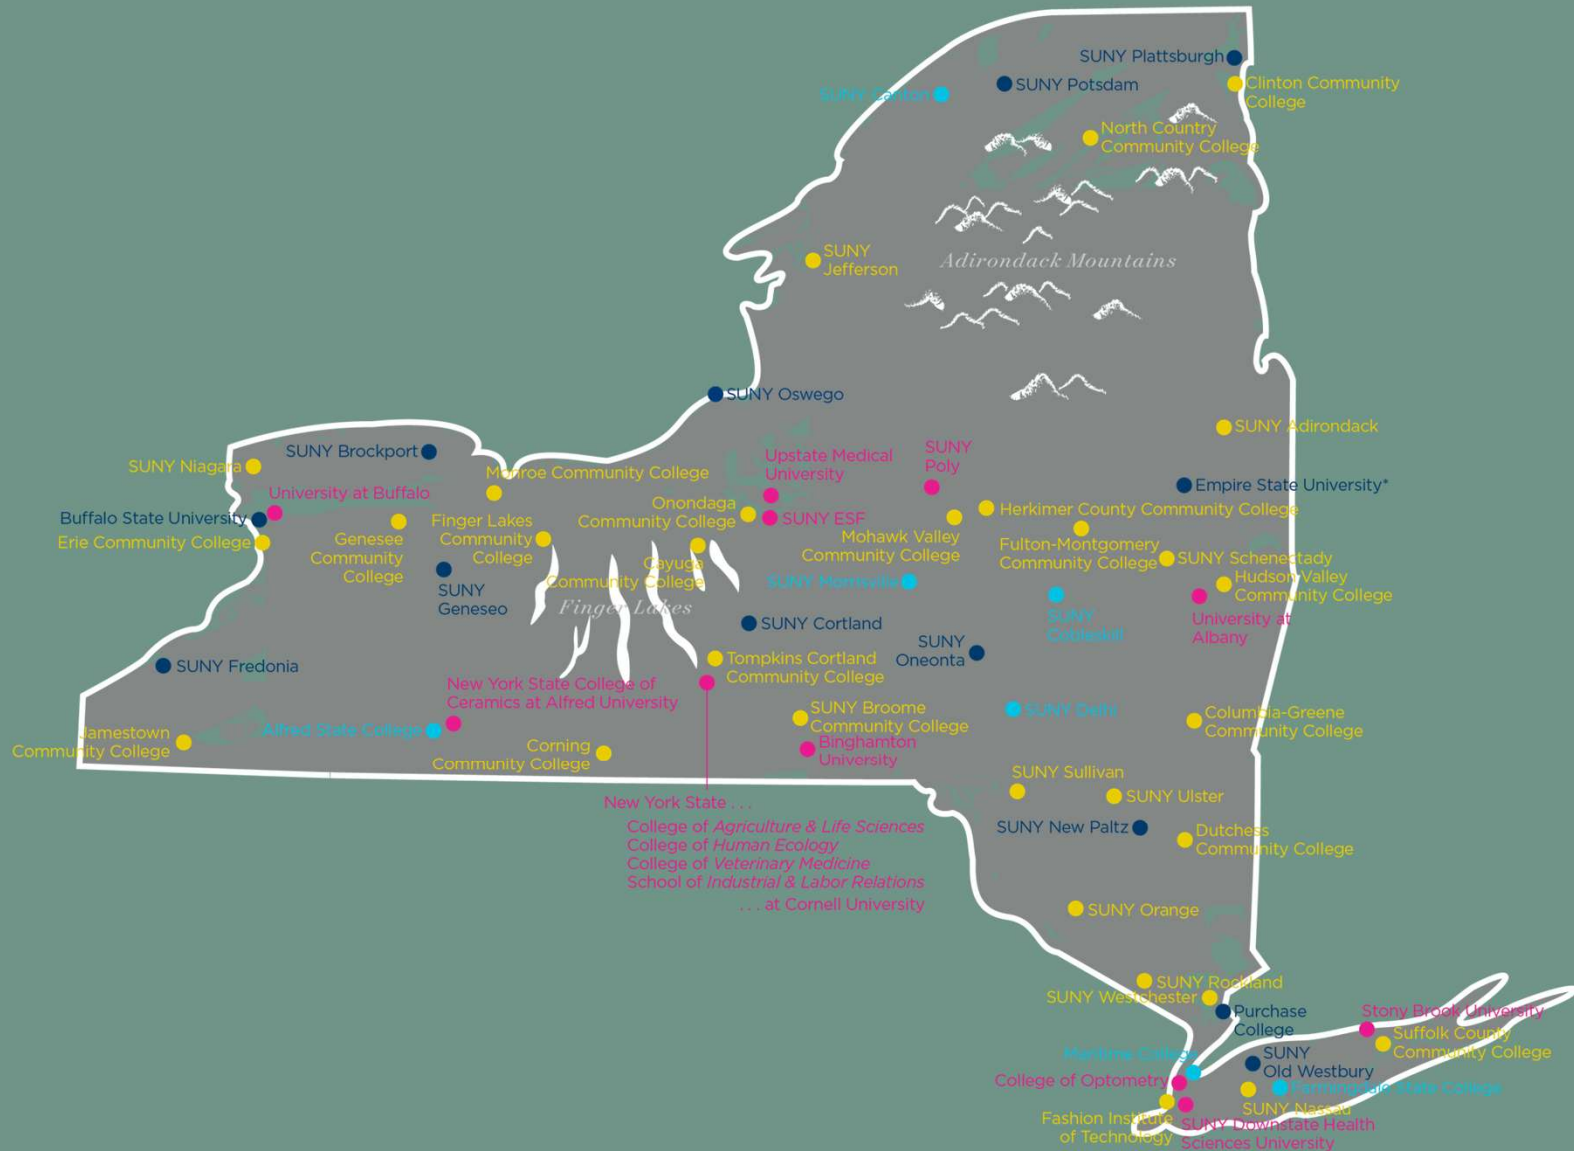 SUNY Plattsburgh
SUNY Potsdam
Clinton Community
College
SUNY Canton
North Country
Community College
SUNY
Jefferson
Adirondack Mountains
SUNY Oswego
SUNY Adirondack
SUNY Brockport
SUNY Niagara
Monroe Community College
Upstate Medical
University
SUNY
Poly
University at Buffalo
Empire State University*
Buffalo State University
Erie Community College
Genesee
Community
College
Finger Lakes
Community
College
Onondaga
Community College
SUNY ESF
Herkimer County Community College
Mohawk Valley
Community College
Fulton-Montgomery
Community College
SUNY Schenectady
Cayuga
Community College
SUNY Morrisville
Hudson Valley
Community College
SUNY
Geneseo
Finger Lakes
SUNY
Cobleskill
University at
Albany
SUNY Cortland
SUNY
Oneonta
SUNY Fredonia
Tompkins Cortland
Community College
New York State College of
Ceramics at Alfred University
SUNY Delhi
SUNY Broome
Community College
Columbia-Greene
Community College
Alfred State College
Jamestown
Community College
Corning
Community College
Binghamton
University
SUNY Sullivan
SUNY Ulster
New York State . . .
College of Agriculture & Life Sciences
College of Human Ecology
College of Veterinary Medicine
School of Industrial & Labor Relations
. . . at Cornell University
SUNY New Paltz
Dutchess
Community College
SUNY Orange
SUNY Rockland
SUNY Westchester
Purchase
College
Stony Brook University
Suffolk County
Community College
Maritime College
SUNY
Old Westbury
College of Optometry
Farmingdale State College
SUNY Nassau
Fashion Institute
of Technology
SUNY Downstate Health
Sciences University